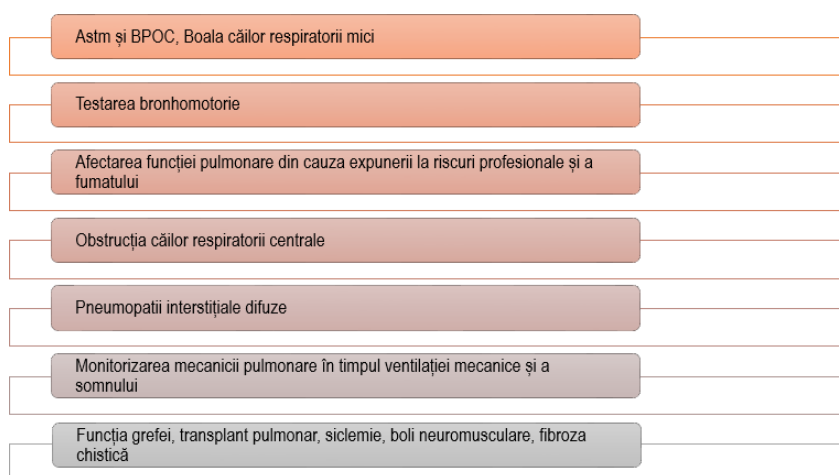 Astm și BPOC, Boala căilor respiratorii mici
Testarea bronhomotorie
Afectarea funcției pulmonare din cauza expunerii la riscuri profesionale și a
fumatului
Obstrucția căilor respiratorii centrale
Pneumopatii interstițiale difuze
Monitorizarea mecanicii pulmonare în timpul ventilației mecanice și a
somnului
Funcția grefei, transplant pulmonar, siclemie, boli neuromusculare, fibroza
chistică